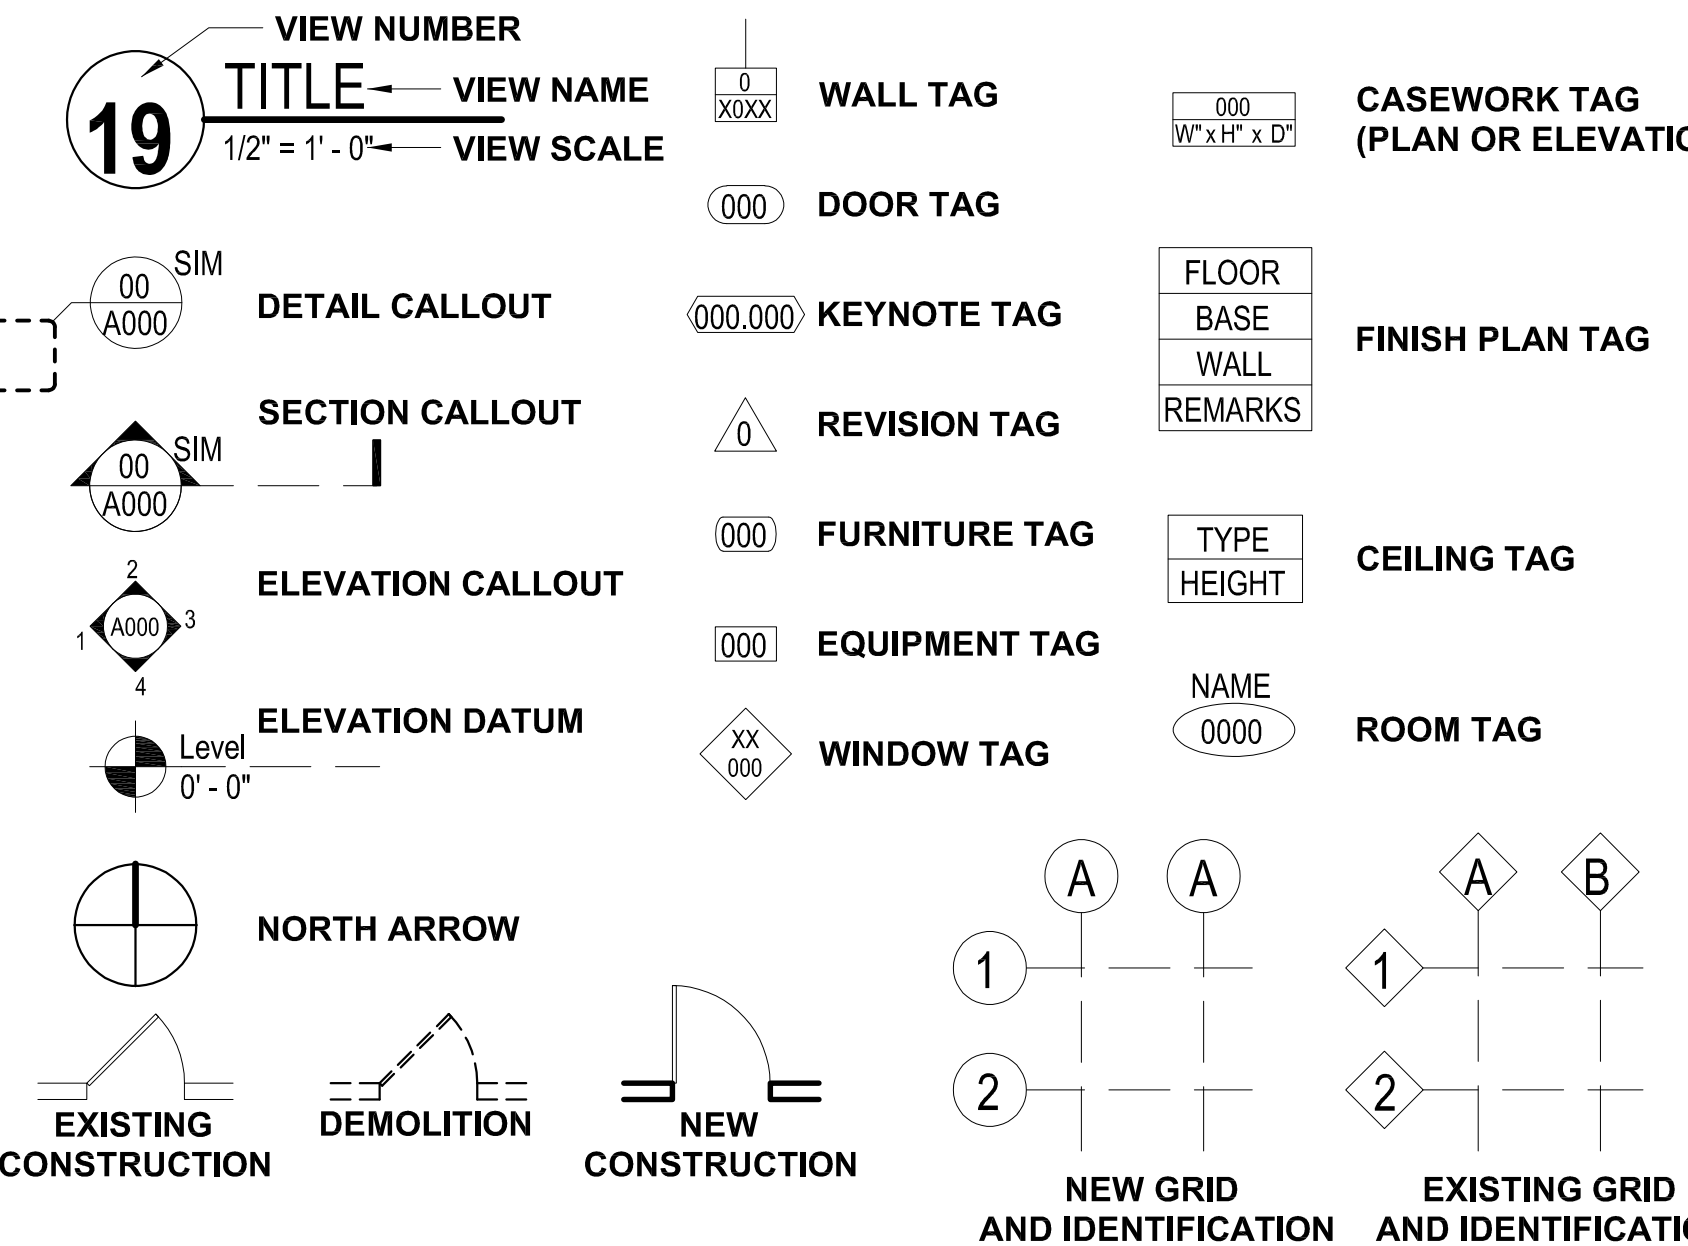 VIEW NUMBER
19
TITLE
VIEW NAME
1/2" = 1' - 0"
VIEW SCALE
00
A000
SIM
DETAIL CALLOUT
SECTION CALLOUT
00
A000
SIM
ELEVATION CALLOUT
2
1
A000
3
4
ELEVATION DATUM
Level
0' - 0"
NORTH ARROW
EXISTING
CONSTRUCTION
DEMOLITION
NEW
CONSTRUCTION
0
X0XX
WALL TAG
000
DOOR TAG
000.000
KEYNOTE TAG
0
REVISION TAG
000
FURNITURE TAG
000
EQUIPMENT TAG
XX
000
WINDOW TAG
000
W" x H" x D"
CASEWORK TAG
(PLAN OR ELEVATIO
FLOOR
BASE
WALL
REMARKS
FINISH PLAN TAG
TYPE
HEIGHT
CEILING TAG
NAME
0000
ROOM TAG
A
A
1
2
NEW GRID
AND IDENTIFICATION
A
B
1
2
EXISTING GRID
AND IDENTIFICATIO